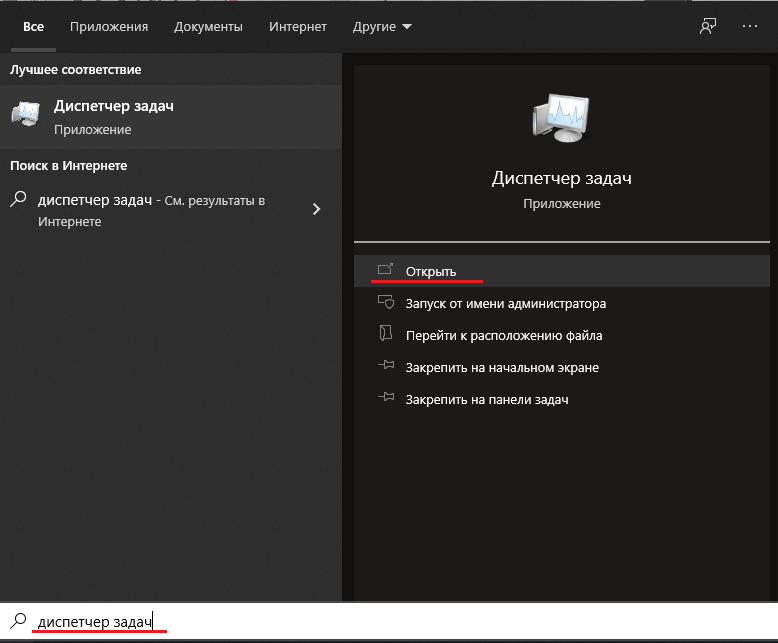 Все Приложения Документы Интернет Другие
Лучшее соответствие
Диспетчер задач
Приложение
Поиск в Интернете
диспетчер задач - См. результаты в
Интернете
Диспетчер задач
Приложение
Открыть
Запуск от имени администратора
Перейти к расположению файла
Закрепить на начальном экране
Закрепить на панели задач
диспетчер задач